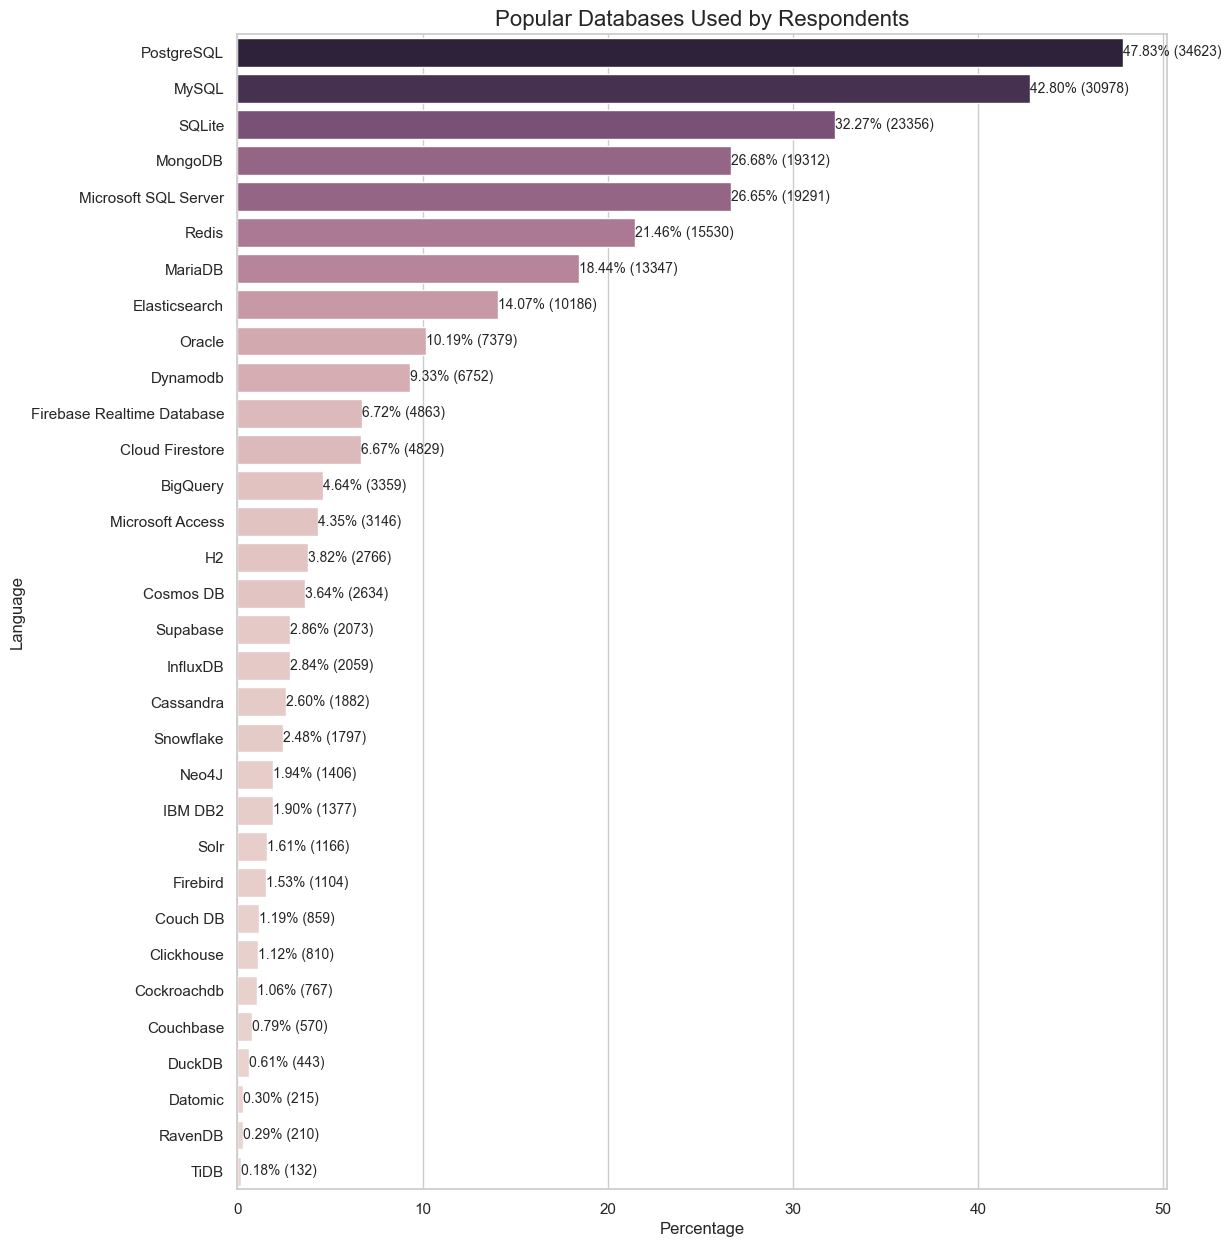 Popular Databases Used by Respondents
PostgreSQL 47.83% (34623)
MySQL 42.80% (30978)
SQLite 32.27% (23356)
MongoDB 26.68% (19312)
Microsoft SQL Server 26.65% (19291)
Redis 21.46% (15530)
MariaDB 18.44% (13347)
Elasticsearch 14.07% (10186)
Oracle 10.19% (7379)
Dynamodb 9.33% (6752)
Firebase Realtime Database 6.72% (4863)
Cloud Firestore 6.67% (4829)
BigQuery 4.64% (3359)
Microsoft Access 4.35% (3146)
H2 3.82% (2766)
Cosmos DB 3.64% (2634)
Supabase 2.86% (2073)
InfluxDB 2.84% (2059)
Cassandra 2.60% (1882)
Snowflake 2.48% (1797)
Neo4J 1.94% (1406)
IBM DB2 1.90% (1377)
Solr 1.61% (1166)
Firebird 1.53% (1104)
Couch DB 1.19% (859)
Clickhouse 1.12% (810)
Cockroachdb 1.06% (767)
Couchbase 0.79% (570)
DuckDB 0.61% (443)
Datomic 0.30% (215)
RavenDB 0.29% (210)
TiDB 0.18% (132)
Language
0 10 20 30 40 50
Percentage